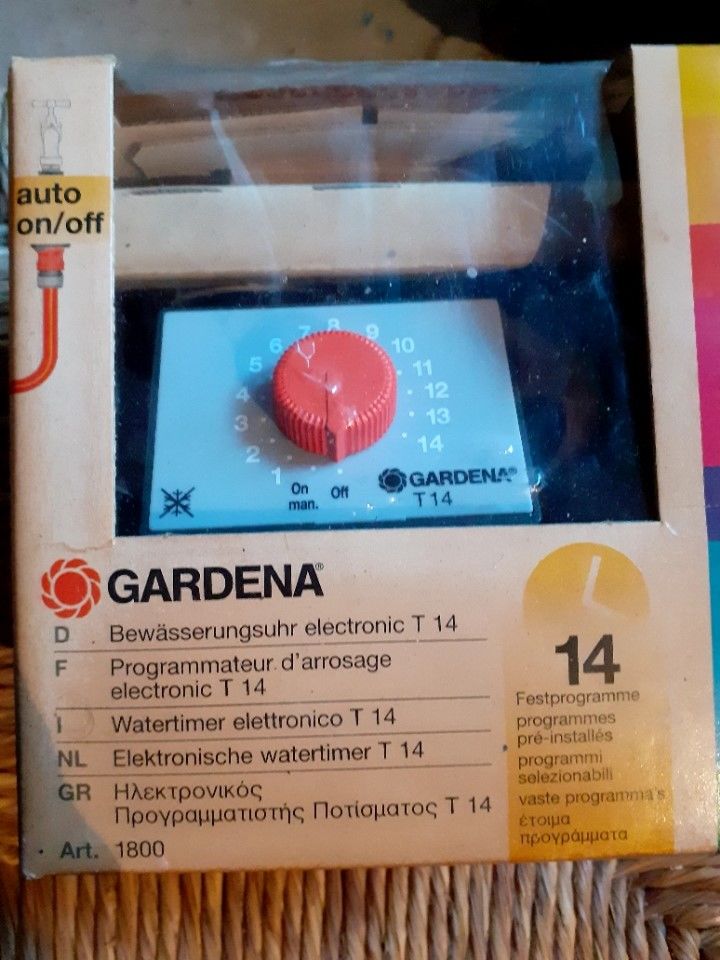 auto
on/off
7 8 9
6 10
5 11
4 12
3 13
2 14
1 On man. Off
GARDENA®
T 14
GARDENA®
D Bewässerungsuhr electronic T 14
F Programmateur d'arrosage
electronic T 14
I Watertimer elettronico T 14
NL Elektronische watertimer T 14
GR Ηλεκτρονικός
Προγραμματιστής Ποτίσματος T 14
Art. 1800
14
Festprogramme
programmes
pré-installés
programmi
selezionabili
vaste programma's
έτοιμα
προγράμματα